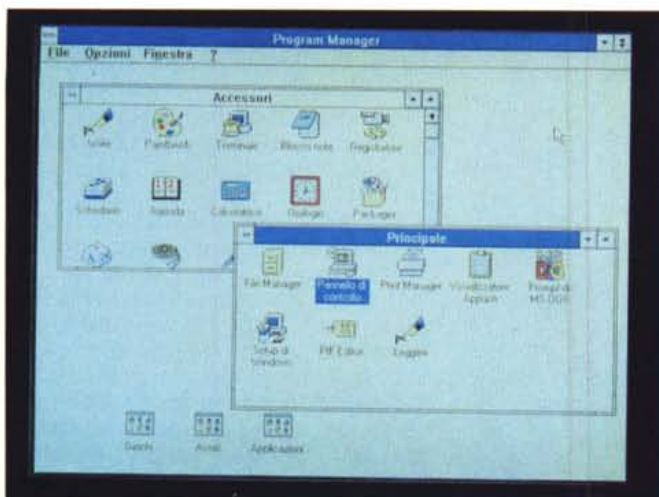 Program Manager
File Opzioni Finestra ?
Accessori
Write Paintbrush Terminale Blocco note Registratore
Schedario Agenda Calcolatrice Orologio Packager
Principale
File Manager Pannello di controllo Print Manager Visualizzatore Appunti Prompt di MS-DOS
Setup di Windows PIF Editor Leggimi
Giochi Avvio Applicazioni